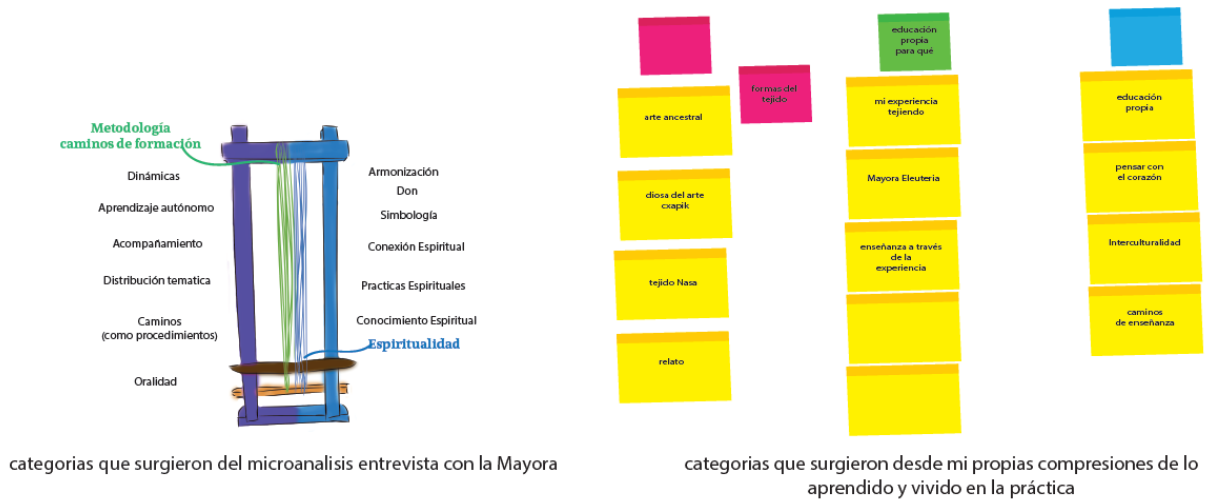 Metodología
caminos de formación
Dinámicas
Aprendizaje autónomo
Acompañamiento
Distribución tematica
Caminos
(como procedimientos)
Oralidad
Armonización
Don
Simbología
Conexión Espiritual
Practicas Espirituales
Conocimiento Espiritual
Espiritualidad
categorias que surgieron del microanalisis entrevista con la Mayora
formas del
tejido
arte ancestral
diosa del arte
cxapik
tejido Nasa
relato
educación
propia
para qué
mi experiencia
tejiendo
Mayora Eleuteria
enseñanza a través
de la
experiencia
educación
propia
pensar con
el corazón
Interculturalidad
caminos
de enseñanza
categorias que surgieron desde mi propias compresiones de lo
aprendido y vivido en la práctica